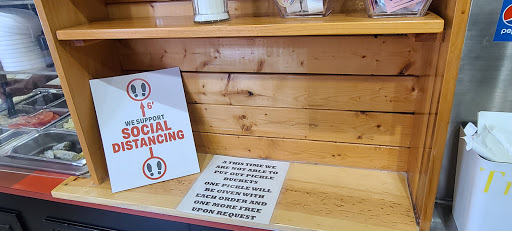 6'
WE SUPPORT
SOCIAL
DISTANCING
A THIS TIME WE
ARE NOT ABLE TO
PUT OUT PICKLE
BUCKETS
ONE PICKLE WILL
BE GIVEN WITH
EACH ORDER AND
ONE MORE FREE
UPON REQUEST
peps
T